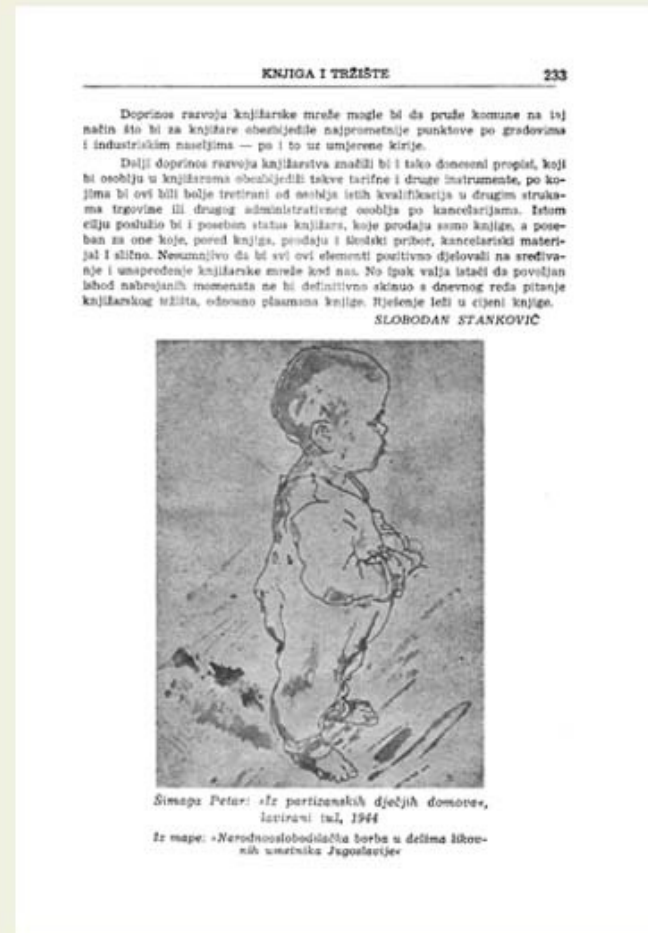 KNJIGA I TRŽIŠTE 233
Doprinos razvoju knjižarske mreže mogle bi da pruže komune na taj
način što bi za knjižare obezbijedile najprometnije punktove po gradovima
i industriskim naseljima — pa i to uz umjerene kirije.
Dalji doprinos razvoju knjižarstva značili bi i tako doneseni propisi, koji
bi osoblju u knjižarama obezbijedili takve tarifne i druge instrumente, po ko-
jima bi ovi bili bolje tretirani od osoblja istih kvalifikacija u drugim struka-
ma trgovine ili drugog administrativnog osoblja po kancelarijama. Istom
cilju poslužio bi i poseban status knjižara, koje prodaju samo knjige, a pose-
ban za one koje, pored knjiga, prodaju i školski pribor, kancelariski materi-
jal i slično. Nesumnjivo da bi svi ovi elementi pozitivno djelovali na sređiva-
nje i unapređenje knjižarske mreže kod nas. No ipak valja istaći da povoljan
ishod nabrojanih momenata ne bi definitivno skinuo s dnevnog reda pitanje
knjižarskog tržišta, odnosno plasmana knjige. Rješenje leži u cijeni knjige.
SLOBODAN STANKOVIĆ
Šimaga Petar: »Iz partizanskih dječjih domova«,
lavirani tuš, 1944
Iz mape: »Narodnooslobodilačka borba u delima likov-
nih umetnika Jugoslavije«